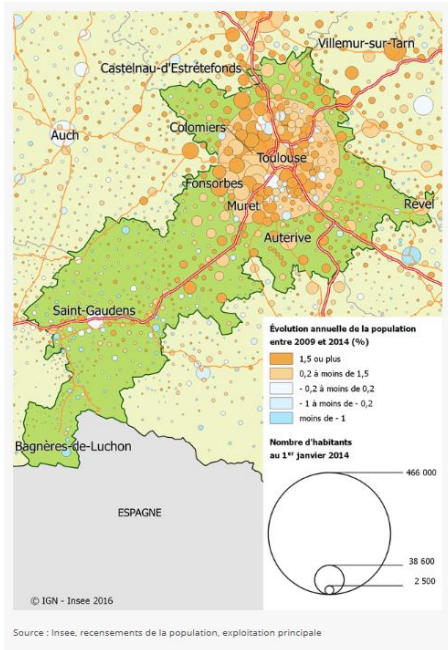 Villemur-sur-Tarn
Castelnau-d'Estrétefonds
Auch
Colomiers
Toulouse
Fonsorbes
Muret
Revel
Auterive
Saint-Gaudens
Bagnères-de-Luchon
ESPAGNE
© IGN - Insee 2016
Évolution annuelle de la population
entre 2009 et 2014 (%)
1,5 ou plus
0,2 à moins de 1,5
- 0,2 à moins de 0,2
- 1 à moins de - 0,2
moins de - 1
Nombre d'habitants
au 1er janvier 2014
466 000
38 600
2 500
Source : Insee, recensements de la population, exploitation principale